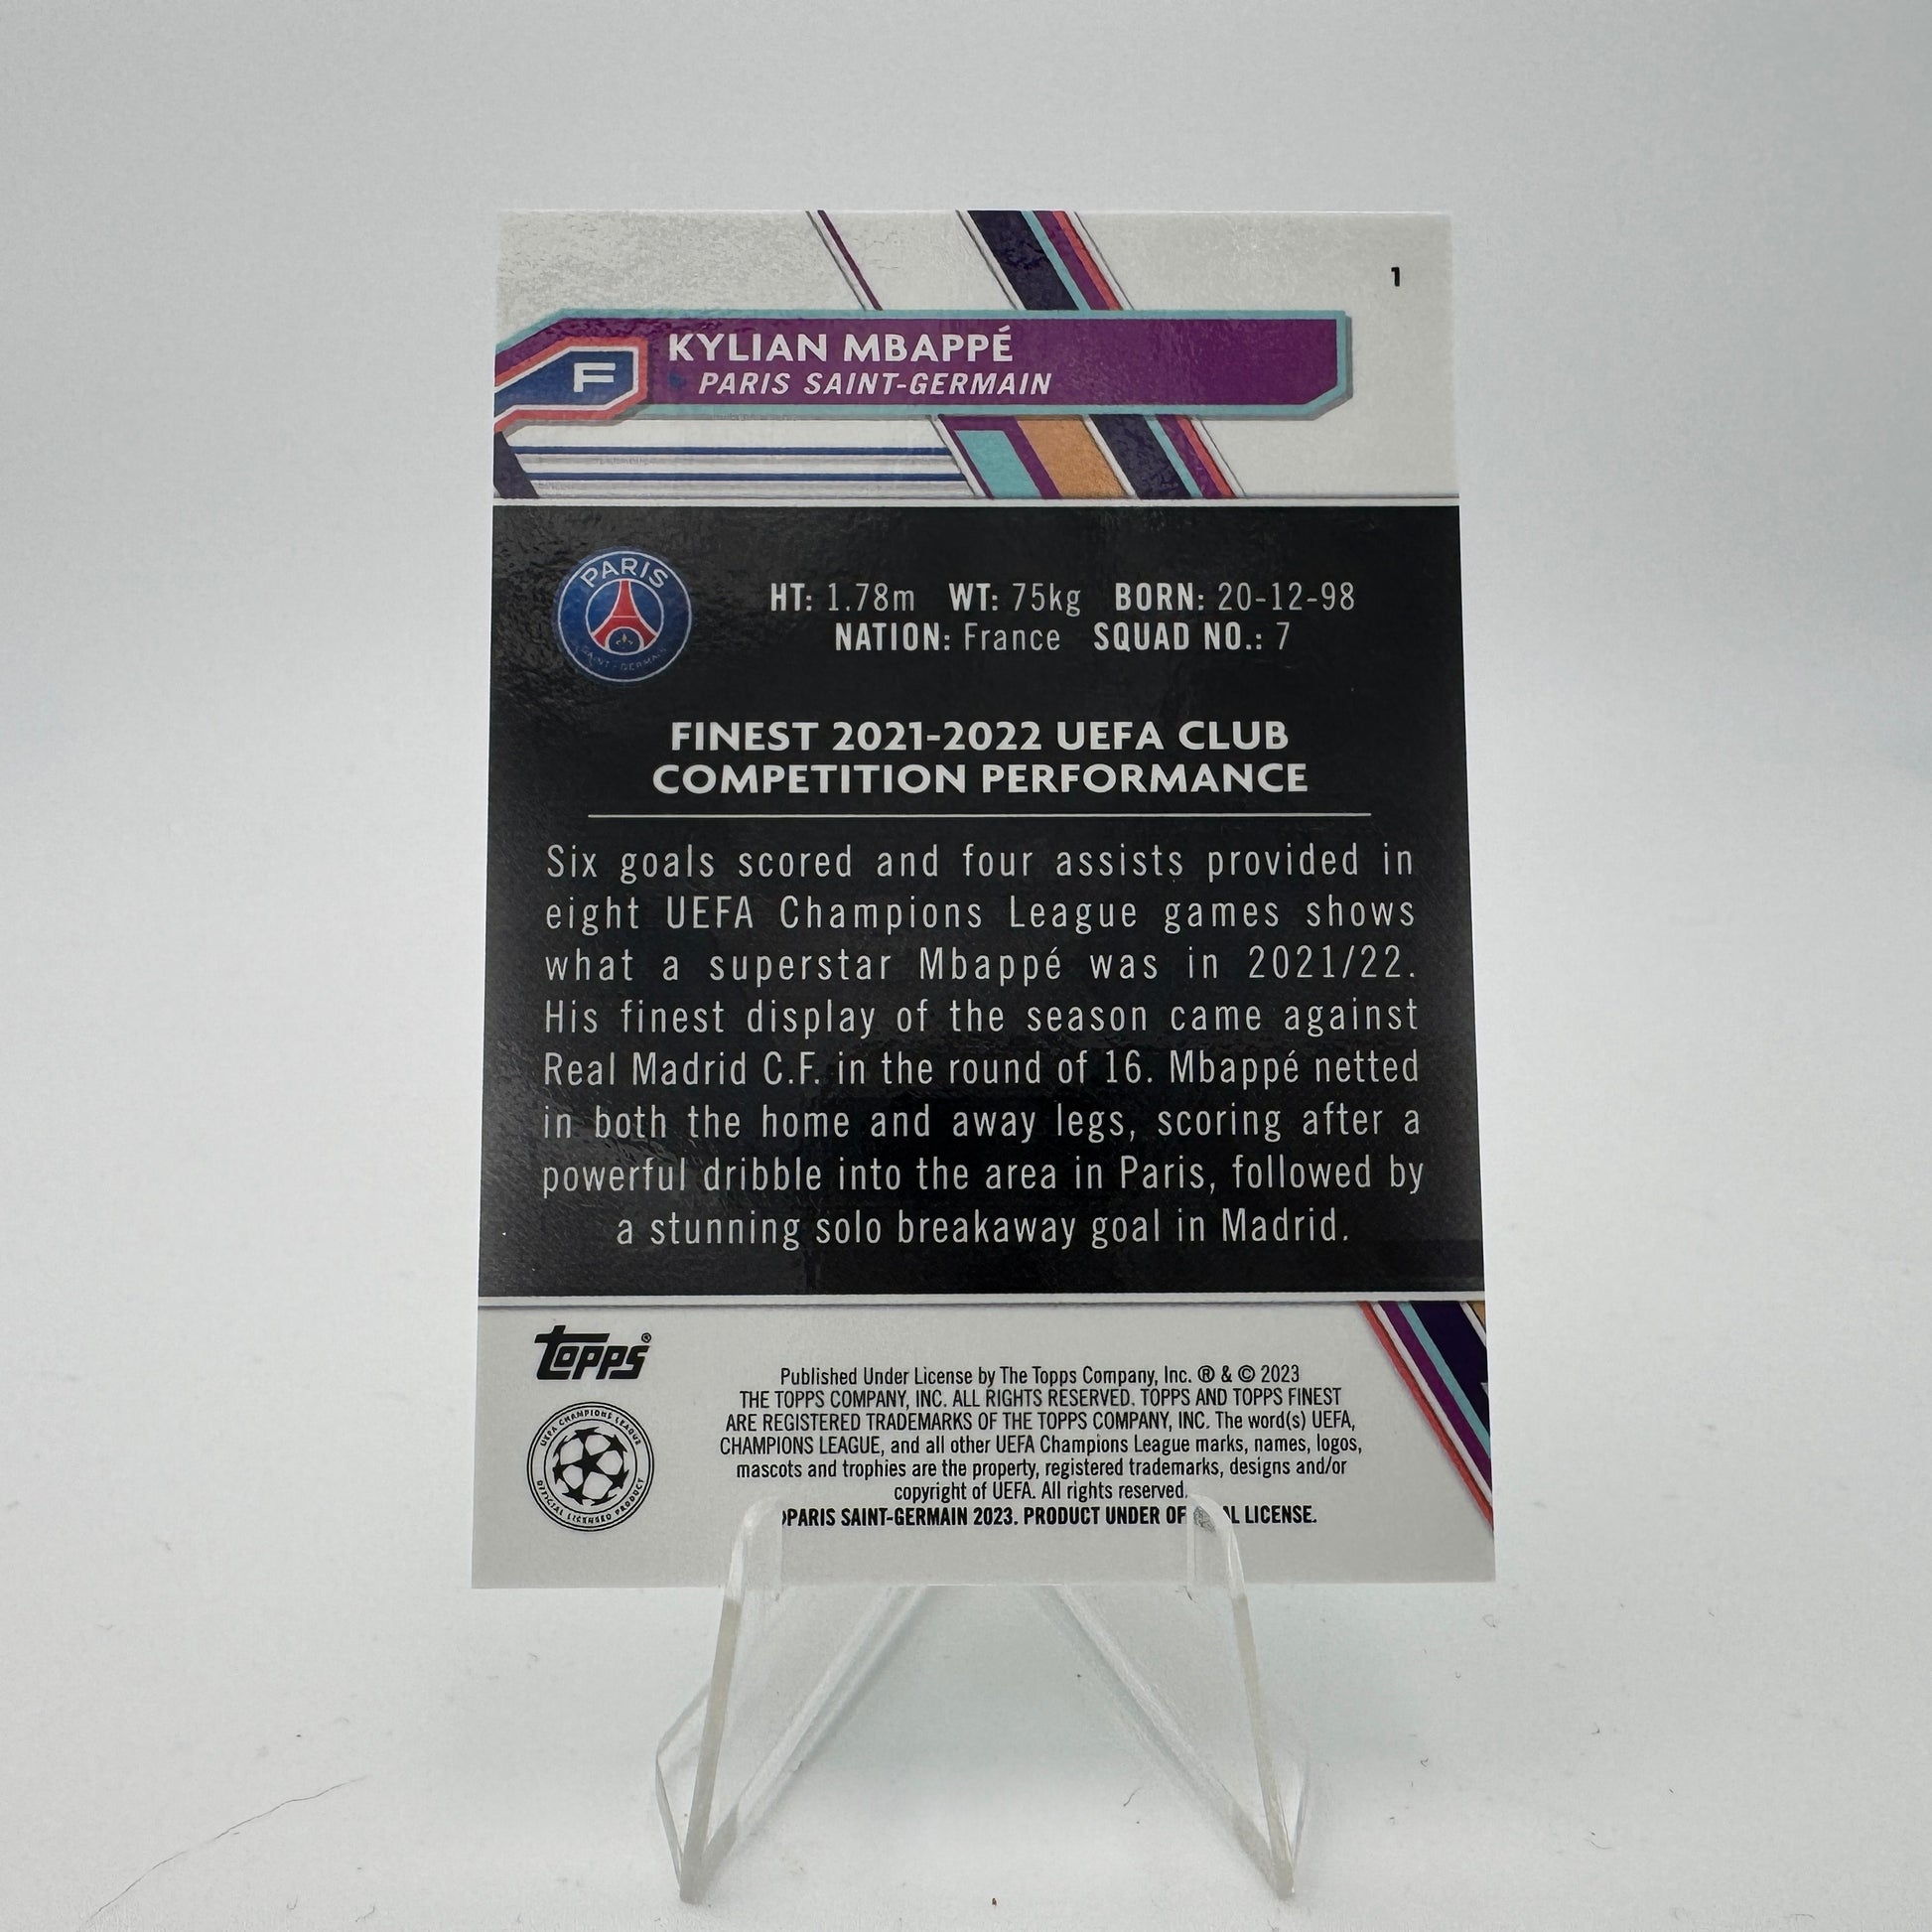 1
KYLIAN MBAPPÉ
F
PARIS SAINT-GERMAIN
PARIS
SAINT-GERMAIN
HT: 1.78m WT: 75kg BORN: 20-12-98
NATION: France SQUAD NO.: 7
FINEST 2021-2022 UEFA CLUB
COMPETITION PERFORMANCE
Six goals scored and four assists provided in
eight UEFA Champions League games shows
what a superstar Mbappé was in 2021/22.
His finest display of the season came against
Real Madrid C.F. in the round of 16. Mbappé netted
in both the home and away legs, scoring after a
powerful dribble into the area in Paris, followed by
a stunning solo breakaway goal in Madrid.
topps®
Published Under License by The Topps Company, Inc. ® & © 2023
THE TOPPS COMPANY, INC. ALL RIGHTS RESERVED. TOPPS AND TOPPS FINEST
ARE REGISTERED TRADEMARKS OF THE TOPPS COMPANY, INC. The word(s) UEFA,
CHAMPIONS LEAGUE, and all other UEFA Champions League marks, names, logos,
mascots and trophies are the property, registered trademarks, designs and/or
copyright of UEFA. All rights reserved.
PARIS SAINT-GERMAIN 2023. PRODUCT UNDER LICENSE.
UEFA CHAMPIONS LEAGUE
OFFICIAL LICENSED PRODUCT